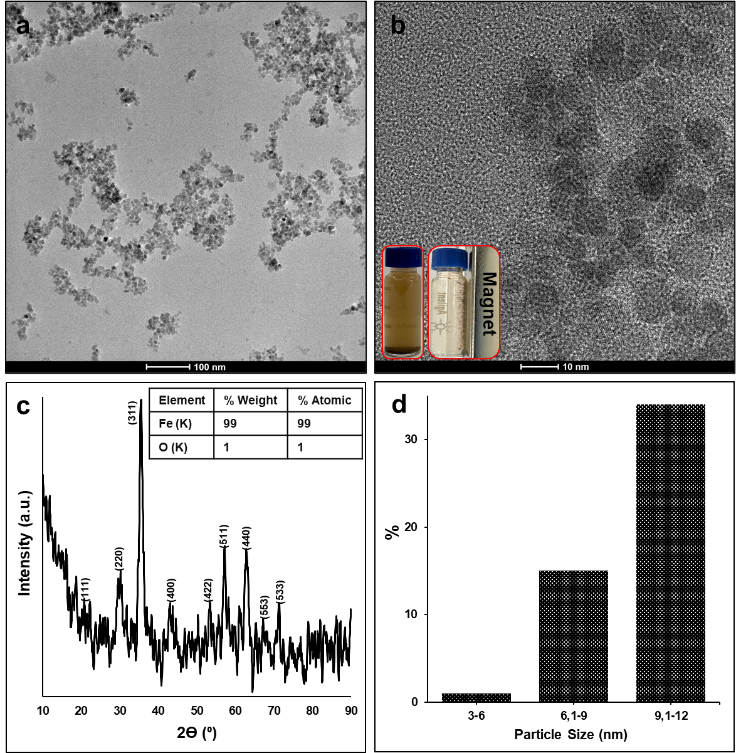 a
100 nm
b
Agilent
Magnet
10 nm
c
Element % Weight % Atomic
Fe (K) 99 99
O (K) 1 1
Intensity (a.u.)
(111)
(220)
(311)
(400)
(422)
(511)
(440)
(553)
(533)
10 20 30 40 50 60 70 80 90
2Ɵ (º)
d
%
30
20
10
0
3-6 6,1-9 9,1-12
Particle Size (nm)